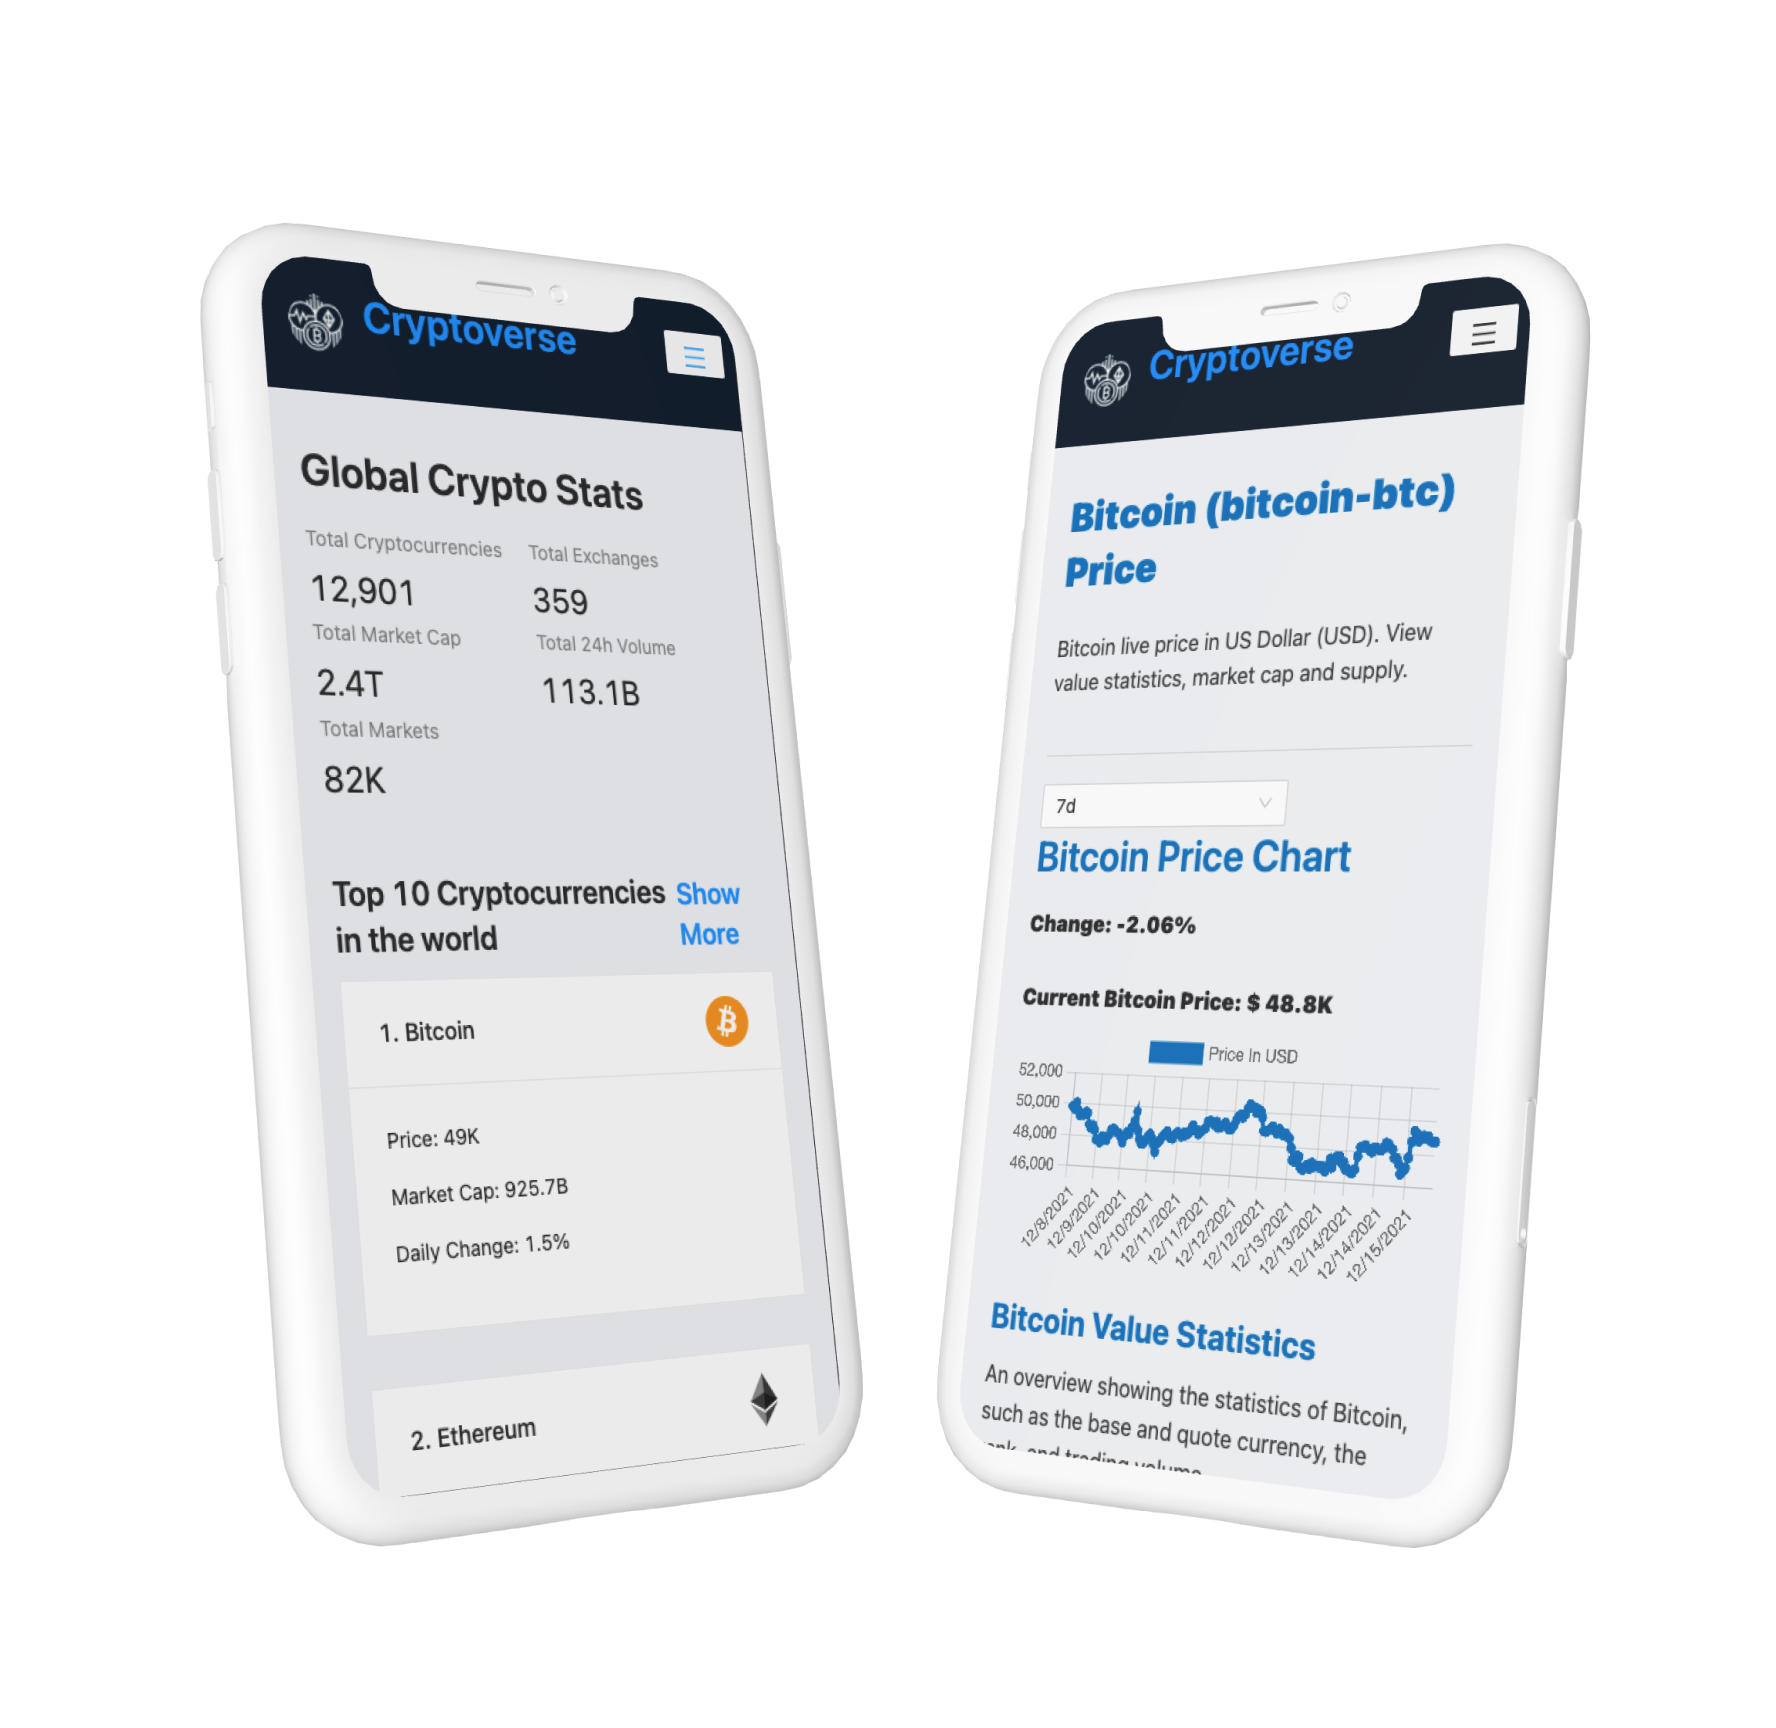 Cryptoverse
Global Crypto Stats
Total Cryptocurrencies
12,901
Total Exchanges
359
Total Market Cap
2.4T
Total 24h Volume
113.1B
Total Markets
82K
Top 10 Cryptocurrencies
in the world
Show
More
1. Bitcoin
Price: 49K
Market Cap: 925.7B
Daily Change: 1.5%
2. Ethereum
Cryptoverse
Bitcoin (bitcoin-btc)
Price
Bitcoin live price in US Dollar (USD). View
value statistics, market cap and supply.
7d
Bitcoin Price Chart
Change: -2.06%
Current Bitcoin Price: $ 48.8K
Price In USD
52,000
50,000
48,000
46,000
12/8/2021
12/9/2021
12/10/2021
12/10/2021
12/11/2021
12/11/2021
12/12/2021
12/12/2021
12/13/2021
12/13/2021
12/14/2021
12/14/2021
12/15/2021
Bitcoin Value Statistics
An overview showing the statistics of Bitcoin,
such as the base and quote currency, the
and trading volume